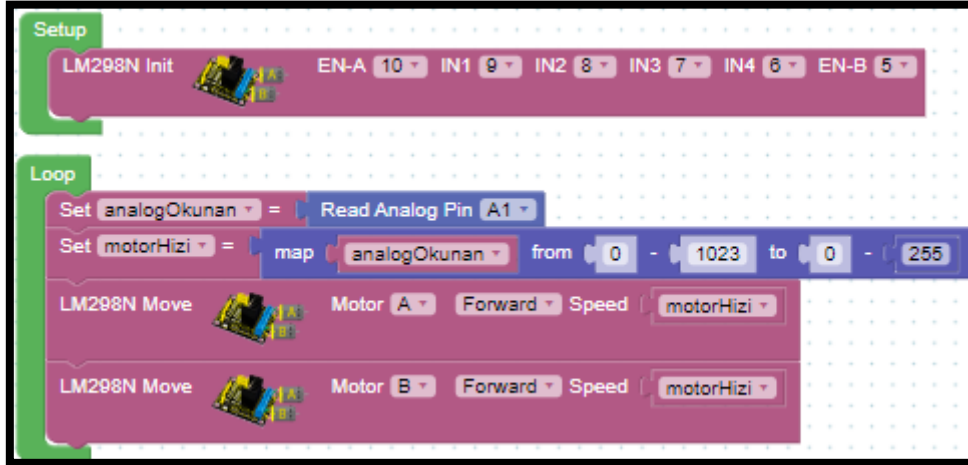 Setup
LM298N Init EN-A 10 IN1 9 IN2 8 IN3 7 IN4 6 EN-B 5
Loop
Set analogOkunan = Read Analog Pin A1
Set motorHizi = map analogOkunan from 0 - 1023 to 0 - 255
LM298N Move Motor A Forward Speed motorHizi
LM298N Move Motor B Forward Speed motorHizi